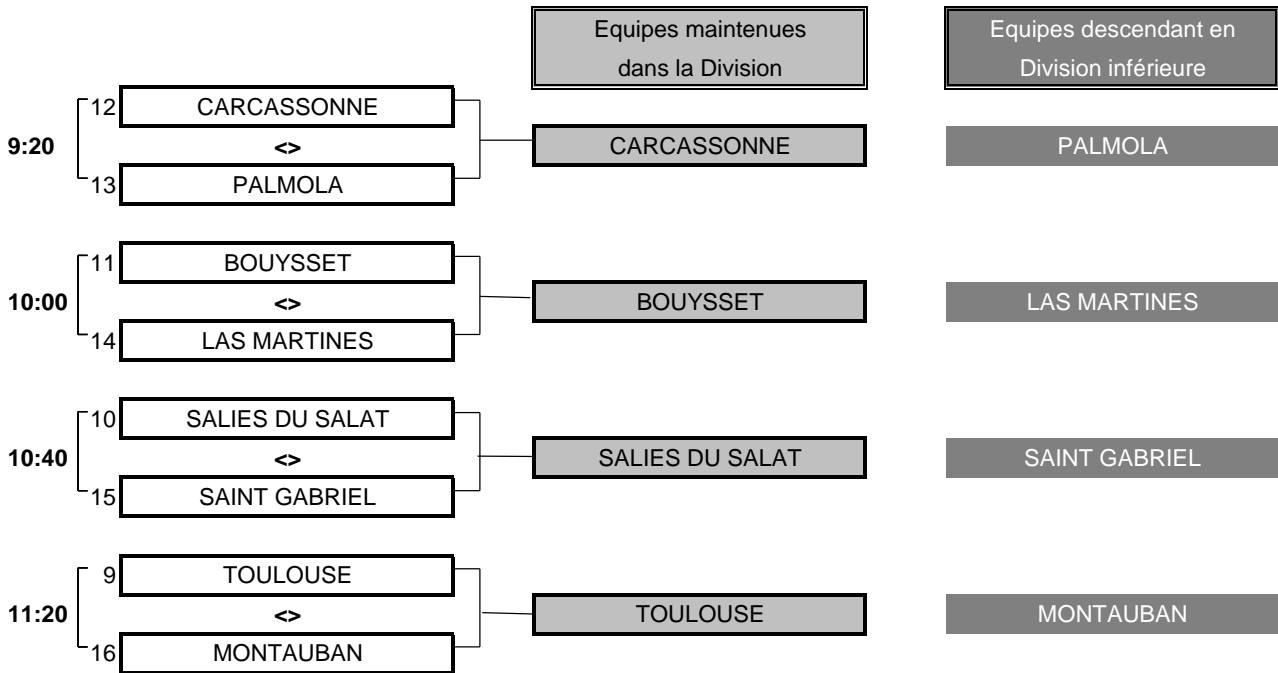 Equipes maintenues
dans la Division
Equipes descendant en
Division inférieure
12 CARCASSONNE
9:20 <> CARCASSONNE PALMOLA
13 PALMOLA
11 BOUYSSET
10:00 <> BOUYSSET LAS MARTINES
14 LAS MARTINES
10 SALIES DU SALAT
10:40 <> SALIES DU SALAT SAINT GABRIEL
15 SAINT GABRIEL
9 TOULOUSE
11:20 <> TOULOUSE MONTAUBAN
16 MONTAUBAN